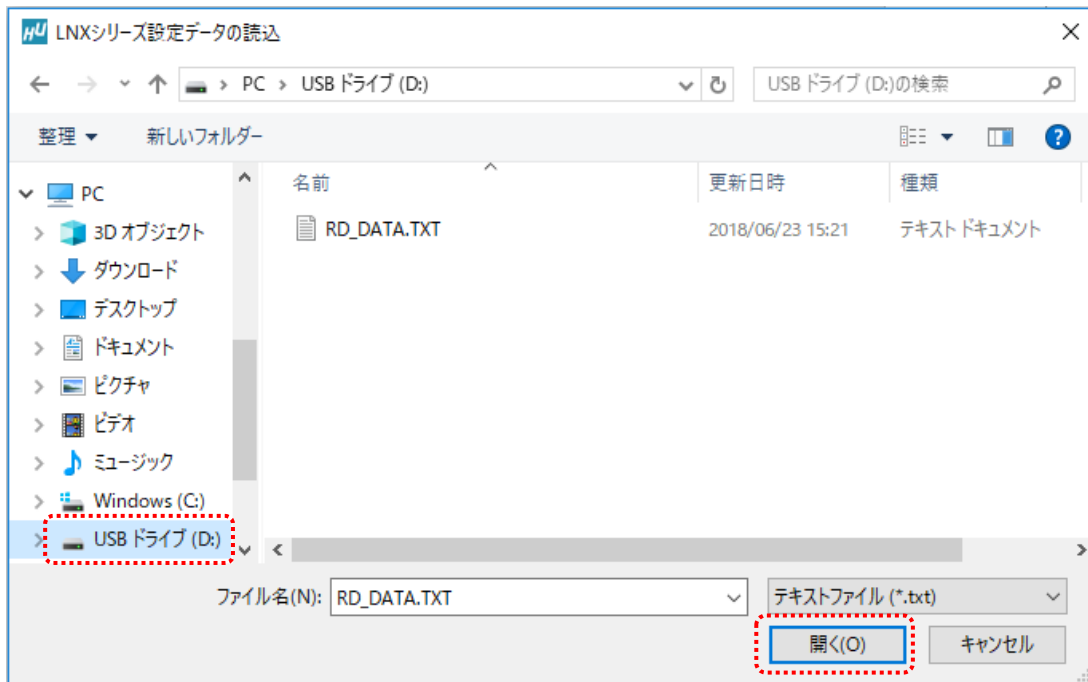 HU LNXシリーズ設定データの読込
PC › USB ドライブ (D:)
USB ドライブ (D:)の検索
整理
新しいフォルダー
?
PC
3D オブジェクト
ダウンロード
デスクトップ
ドキュメント
ピクチャ
ビデオ
ミュージック
Windows (C:)
USB ドライブ (D:)
名前
更新日時
種類
RD_DATA.TXT
2018/06/23 15:21
テキスト ドキュメント
ファイル名(N):
RD_DATA.TXT
テキストファイル (*.txt)
開く(O)
キャンセル